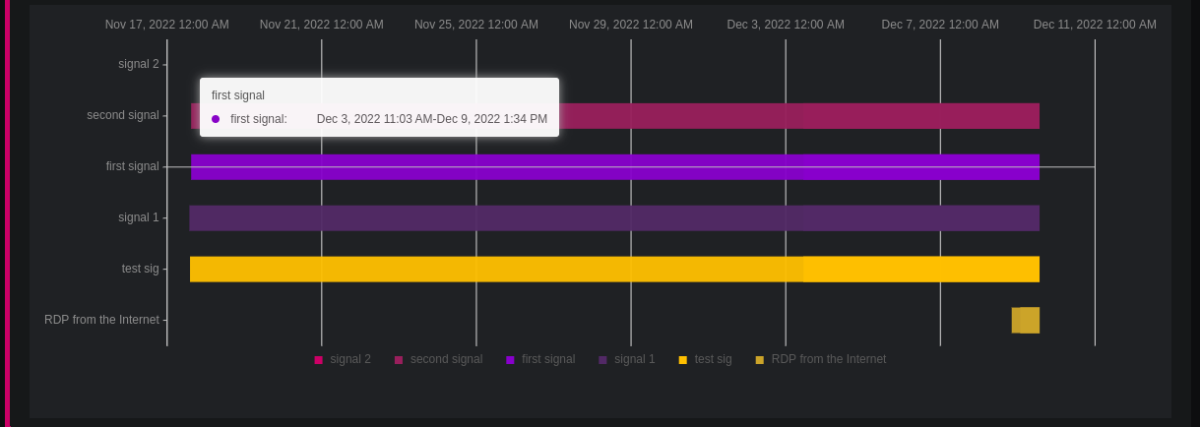 Nov 17, 2022 12:00 AM Nov 21, 2022 12:00 AM Nov 25, 2022 12:00 AM Nov 29, 2022 12:00 AM Dec 3, 2022 12:00 AM Dec 7, 2022 12:00 AM Dec 11, 2022 12:00 AM
signal 2
first signal
second signal
first signal: Dec 3, 2022 11:03 AM-Dec 9, 2022 1:34 PM
first signal
signal 1
test sig
RDP from the Internet
signal 2 second signal first signal signal 1 test sig RDP from the Internet